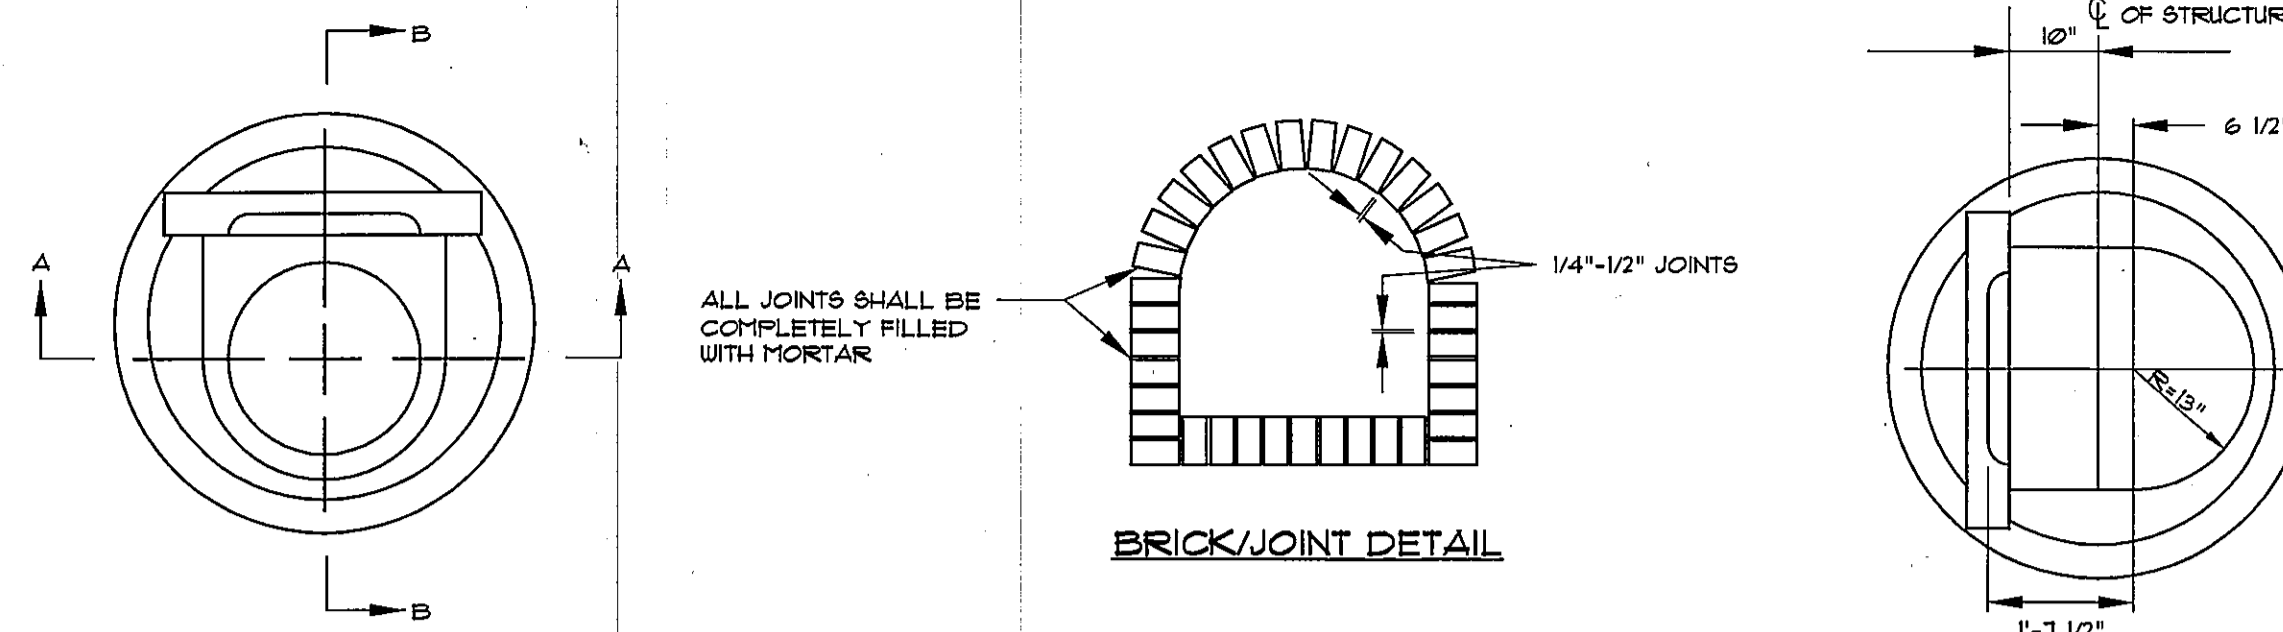 B
A
A
B
ALL JOINTS SHALL BE
COMPLETELY FILLED
WITH MORTAR
1/4"-1/2" JOINTS
BRICK/JOINT DETAIL
℄ OF STRUCTUR
10"
6 1/2"
R=13"
1'-7 1/2"